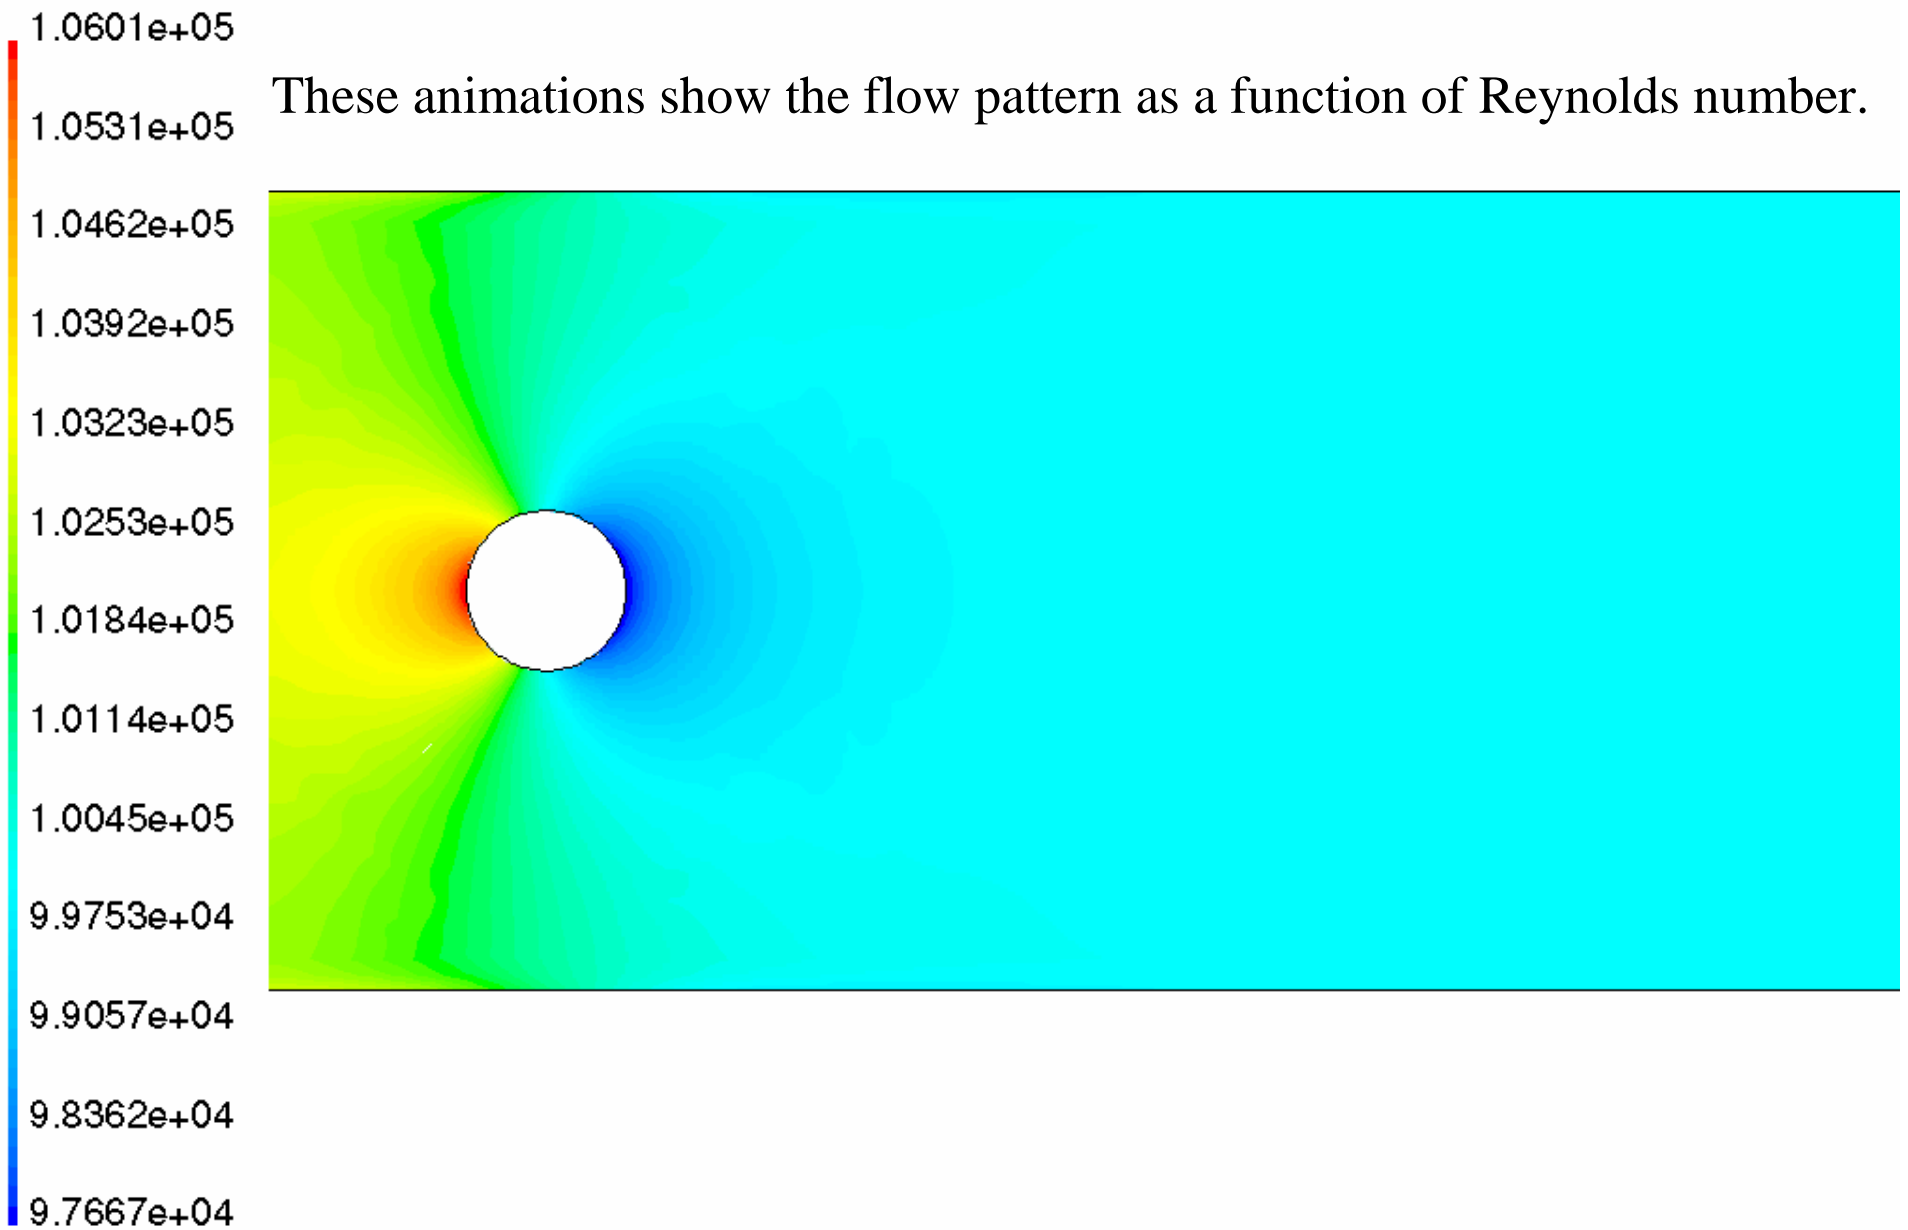 1.0601e+05
These animations show the flow pattern as a function of Reynolds number.
1.0531e+05
1.0462e+05
1.0392e+05
1.0323e+05
1.0253e+05
1.0184e+05
1.0114e+05
1.0045e+05
9.9753e+04
9.9057e+04
9.8362e+04
9.7667e+04